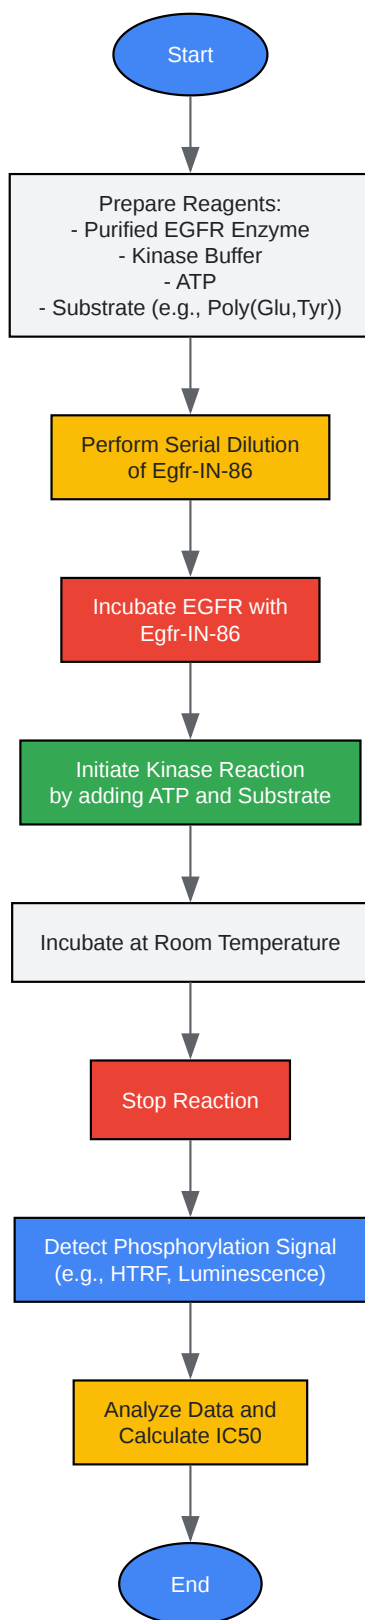 Start
Prepare Reagents:
- Purified EGFR Enzyme
- Kinase Buffer
- ATP
- Substrate (e.g., Poly(Glu,Tyr))
Perform Serial Dilution
of Egfr-IN-86
Incubate EGFR with
Egfr-IN-86
Initiate Kinase Reaction
by adding ATP and Substrate
Incubate at Room Temperature
Stop Reaction
Detect Phosphorylation Signal
(e.g., HTRF, Luminescence)
Analyze Data and
Calculate IC50
End